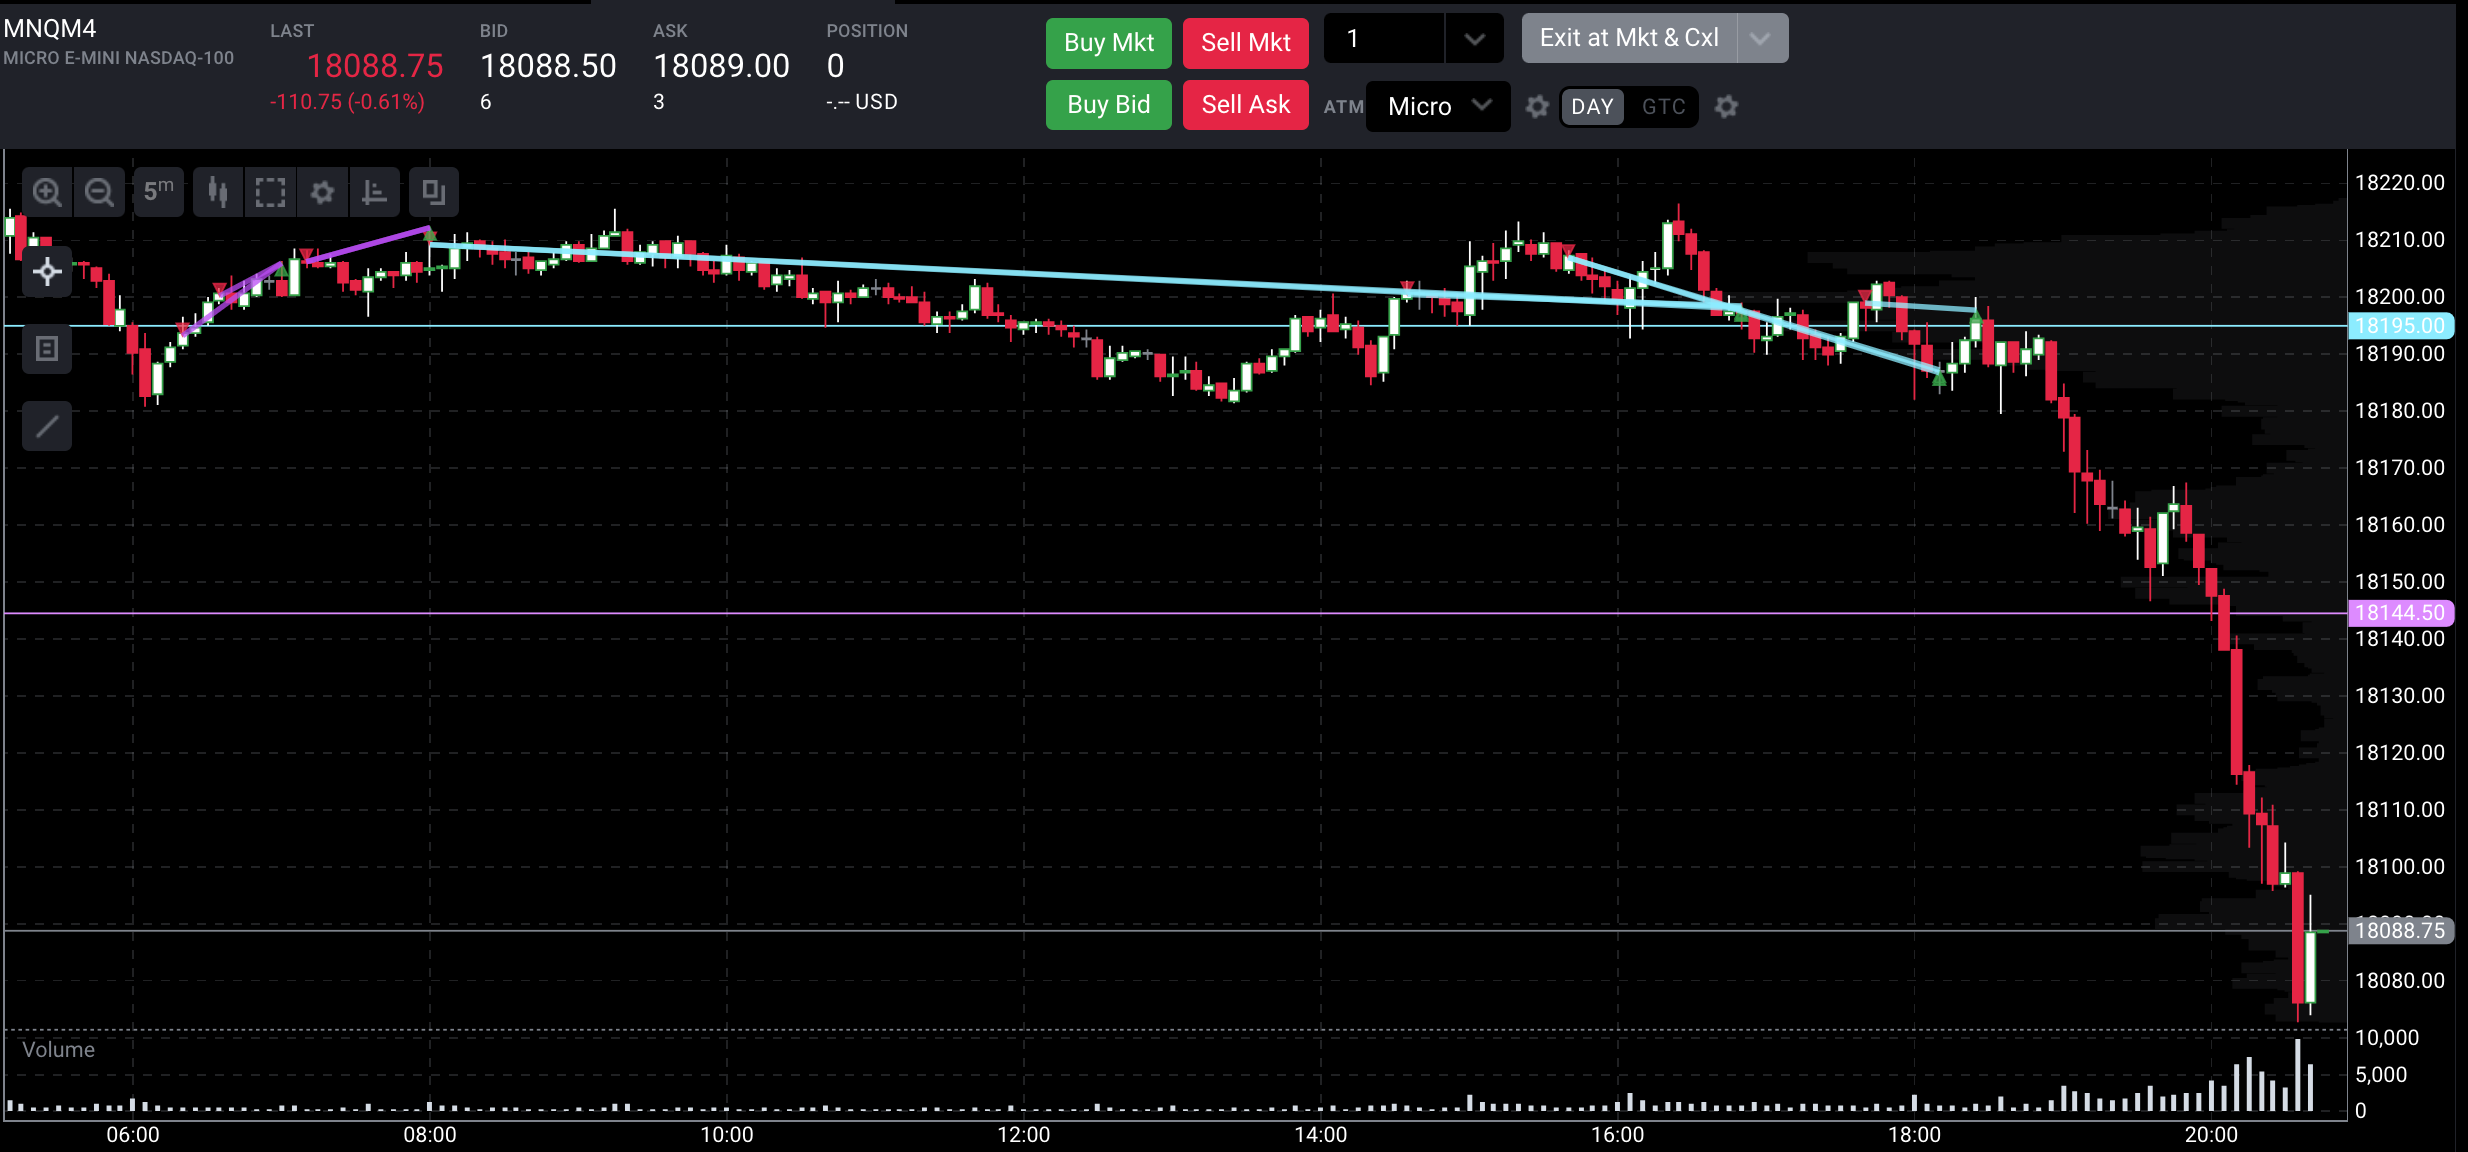 MNQM4
MICRO E-MINI NASDAQ-100
LAST
18088.75
-110.75 (-0.61%)
BID
18088.50
6
ASK
18089.00
3
POSITION
0
-.-- USD
Buy Mkt
Sell Mkt
1
Exit at Mkt & Cxl
Buy Bid
Sell Ask
ATM
Micro
DAY
GTC
5m
18220.00
18210.00
18200.00
18195.00
18190.00
18180.00
18170.00
18160.00
18150.00
18144.50
18140.00
18130.00
18120.00
18110.00
18100.00
18088.75
18080.00
Volume
10,000
5,000
0
06:00
08:00
10:00
12:00
14:00
16:00
18:00
20:00